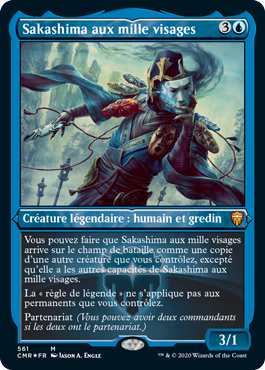 Sakashima aux mille visages 3
Créature légendaire : humain et gredin
Vous pouvez faire que Sakashima aux mille visages
arrive sur le champ de bataille comme une copie
d'une autre créature que vous contrôlez, excepté
qu'elle a les autres capacités de Sakashima aux
mille visages.
La « règle de légende » ne s'applique pas aux
permanents que vous contrôlez.
Partenariat (Vous pouvez avoir deux commandants
si les deux ont le partenariat.)
3/1
561 M
CMR★FR Jason A. Engle
™ & © 2020 Wizards of the Coast